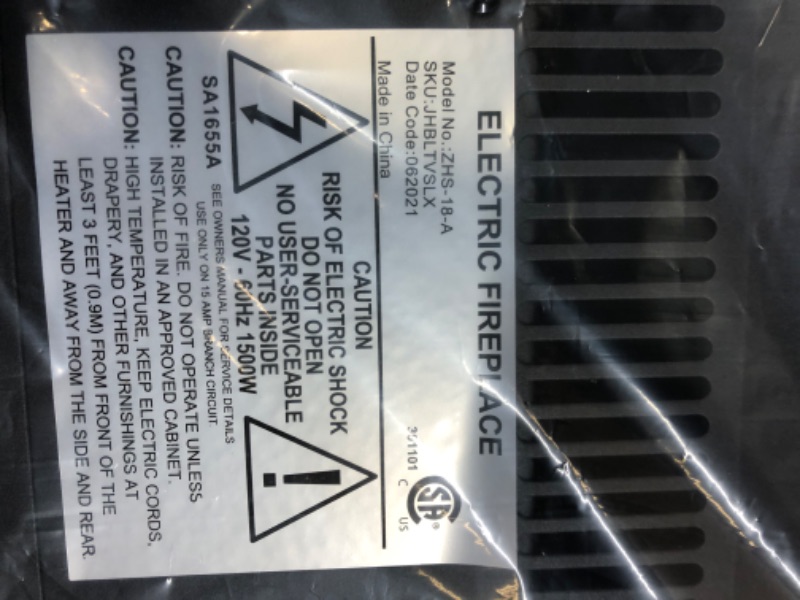 ELECTRIC FIREPLACE
Model No.:ZHS-18-A
SKU:JHBLTVSLX
Date Code:062021
Made in China
C US
CAUTION
RISK OF ELECTRIC SHOCK
DO NOT OPEN
NO USER-SERVICEABLE
PARTS INSIDE
120V - 60Hz 1500W
SEE OWNERS MANUAL FOR SERVICE DETAILS
USE ONLY ON 15 AMP BRANCH CIRCUIT
SA1655A
CAUTION: RISK OF FIRE. DO NOT OPERATE UNLESS
INSTALLED IN AN APPROVED CABINET.
CAUTION: HIGH TEMPERATURE, KEEP ELECTRIC CORDS,
DRAPERY, AND OTHER FURNISHINGS AT
LEAST 3 FEET (0.9M) FROM FRONT OF THE
HEATER AND AWAY FROM THE SIDE AND REAR.